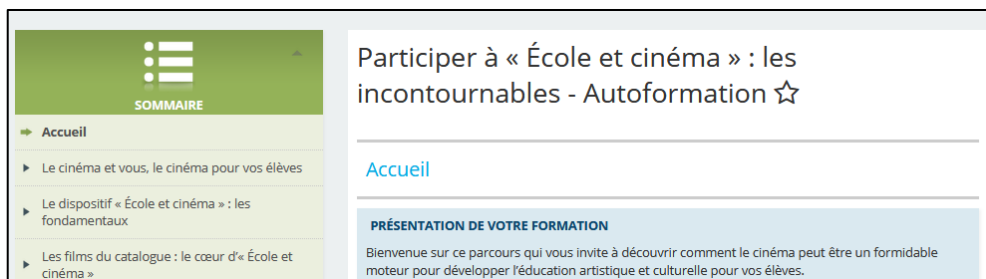 SOMMAIRE
Accueil
Le cinéma et vous, le cinéma pour vos élèves
Le dispositif « École et cinéma » : les
fondamentaux
Les films du catalogue : le cœur d'« École et
cinéma »
Participer à « École et cinéma » : les
incontournables - Autoformation
Accueil
PRÉSENTATION DE VOTRE FORMATION
Bienvenue sur ce parcours qui vous invite à découvrir comment le cinéma peut être un formidable
moteur pour développer l'éducation artistique et culturelle pour vos élèves.